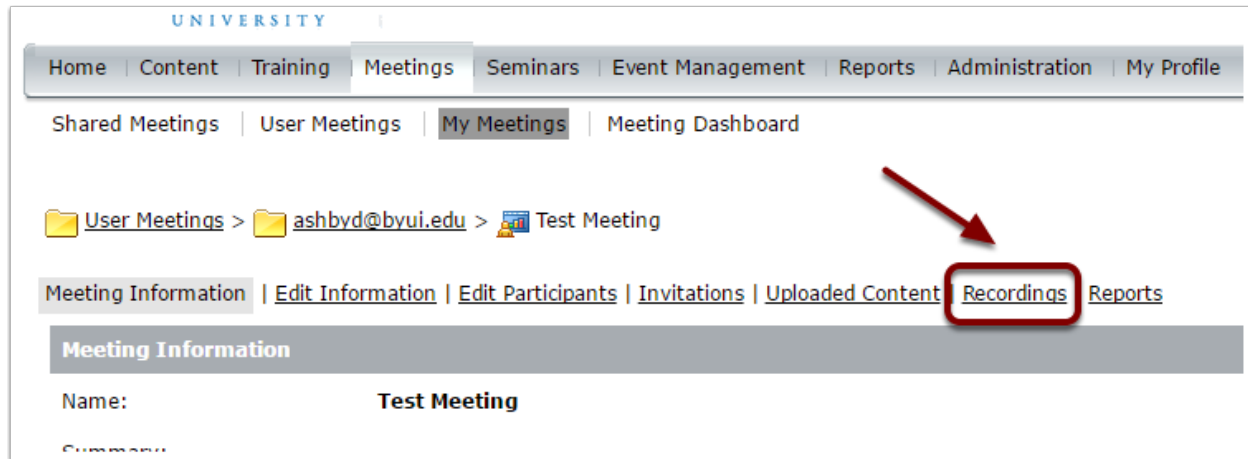 UNIVERSITY
Home | Content | Training | Meetings | Seminars | Event Management | Reports | Administration | My Profile
Shared Meetings | User Meetings | My Meetings | Meeting Dashboard
User Meetings > ashbyd@byui.edu > Test Meeting
Meeting Information | Edit Information | Edit Participants | Invitations | Uploaded Content | Recordings | Reports
Meeting Information
Name: Test Meeting
Summary: